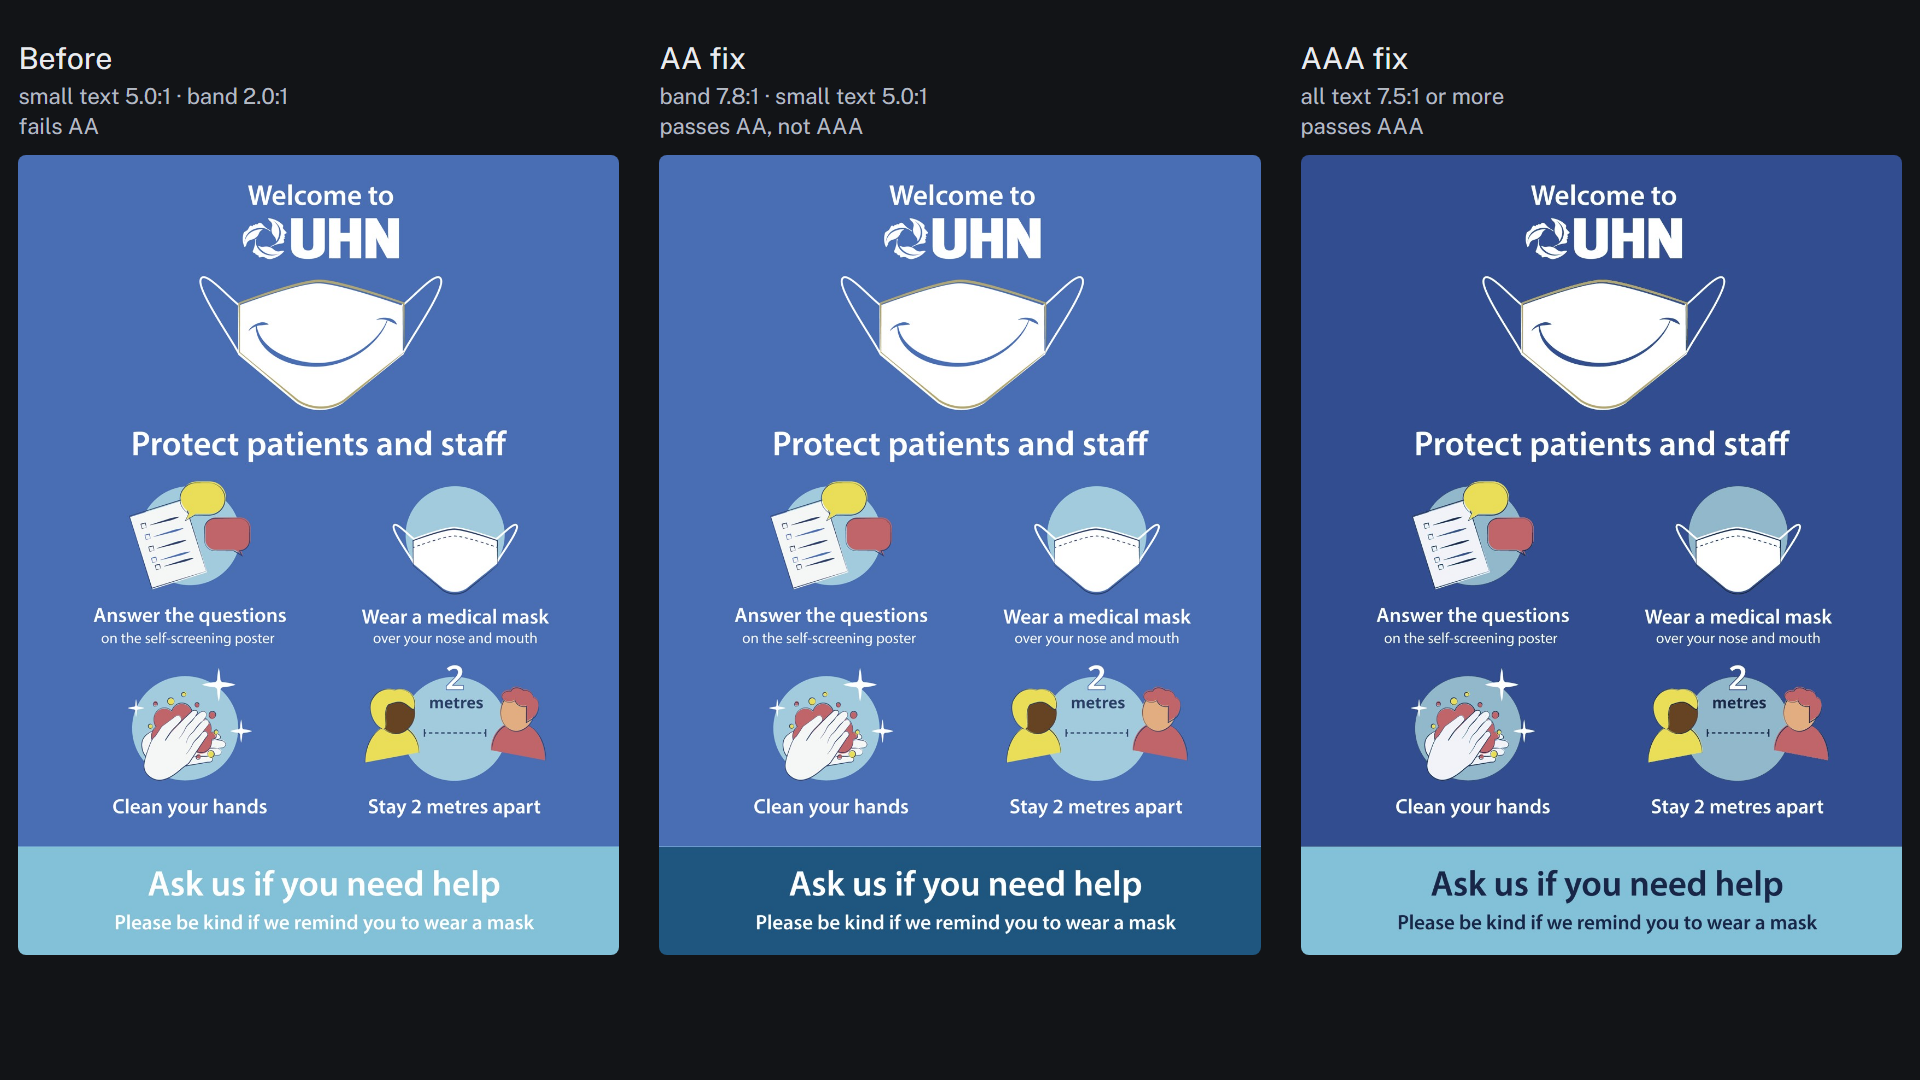 Before
small text 5.0:1 · band 2.0:1
fails AA
Welcome to
UHN
Protect patients and staff
Answer the questions
on the self-screening poster
Wear a medical mask
over your nose and mouth
2
metres
Clean your hands
Stay 2 metres apart
Ask us if you need help
Please be kind if we remind you to wear a mask
AA fix
band 7.8:1 · small text 5.0:1
passes AA, not AAA
Welcome to
UHN
Protect patients and staff
Answer the questions
on the self-screening poster
Wear a medical mask
over your nose and mouth
2
metres
Clean your hands
Stay 2 metres apart
Ask us if you need help
Please be kind if we remind you to wear a mask
AAA fix
all text 7.5:1 or more
passes AAA
Welcome to
UHN
Protect patients and staff
Answer the questions
on the self-screening poster
Wear a medical mask
over your nose and mouth
2
metres
Clean your hands
Stay 2 metres apart
Ask us if you need help
Please be kind if we remind you to wear a mask